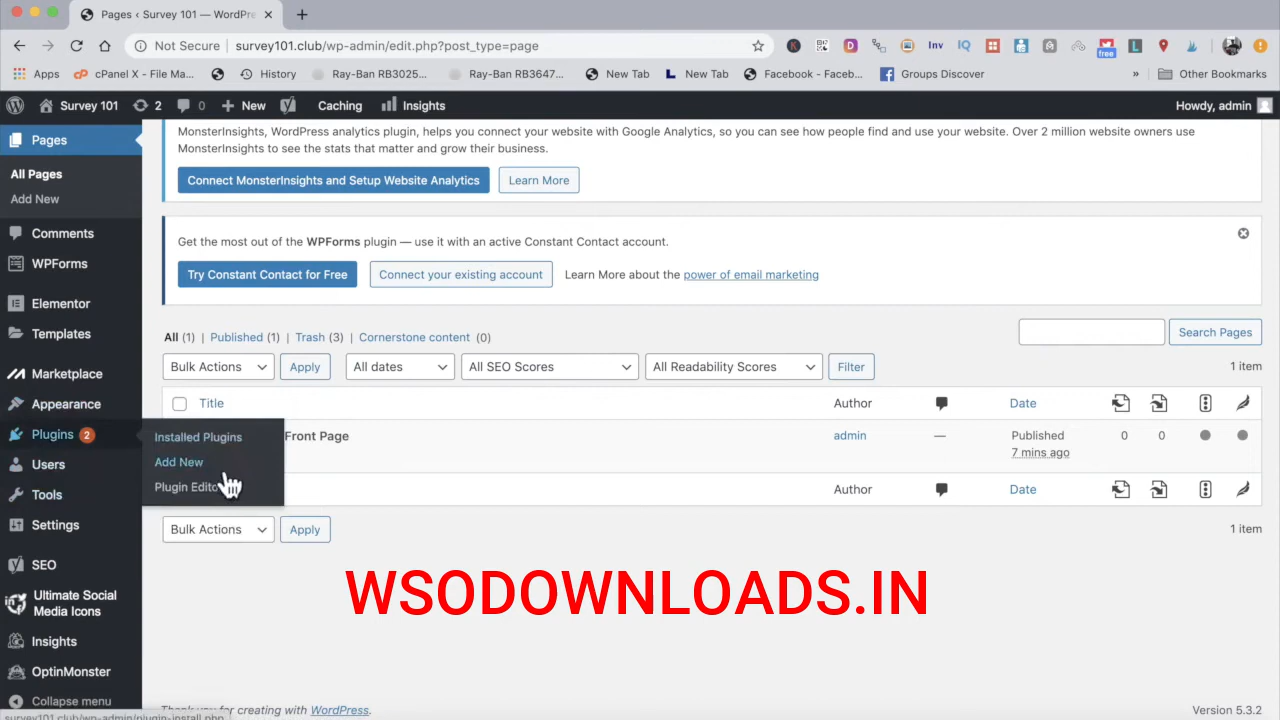 Pages ‹ Survey 101 — WordPre
Not Secure survey101.club/wp-admin/edit.php?post_type=page
Inv IQ free
Apps cPanel X - File Ma... History Ray-Ban RB3025... Ray-Ban RB3647... New Tab New Tab Facebook - Faceb... Groups Discover » Other Bookmarks
Survey 101 2 0 New Caching Insights Howdy, admin
Pages
All Pages
Add New
Comments
WPForms
Elementor
Templates
Marketplace
Appearance
Plugins 2
Users
Tools
Settings
SEO
Ultimate Social
Media Icons
Insights
OptinMonster
Collapse menu
Installed Plugins
Add New
Plugin Edito
MonsterInsights, WordPress analytics plugin, helps you connect your website with Google Analytics, so you can see how people find and use your website. Over 2 million website owners use
MonsterInsights to see the stats that matter and grow their business.
Connect MonsterInsights and Setup Website Analytics Learn More
Get the most out of the WPForms plugin — use it with an active Constant Contact account.
Try Constant Contact for Free Connect your existing account Learn More about the power of email marketing
All (1) | Published (1) | Trash (3) | Cornerstone content (0)
Search Pages
Bulk Actions Apply All dates All SEO Scores All Readability Scores Filter 1 item
Title Author Date
Front Page admin — Published 0 0
7 mins ago
Author Date
Bulk Actions Apply 1 item
WSODOWNLOADS.IN
Thank you for creating with WordPress. Version 5.3.2
survey101.club/wp-admin/plugin-install.php